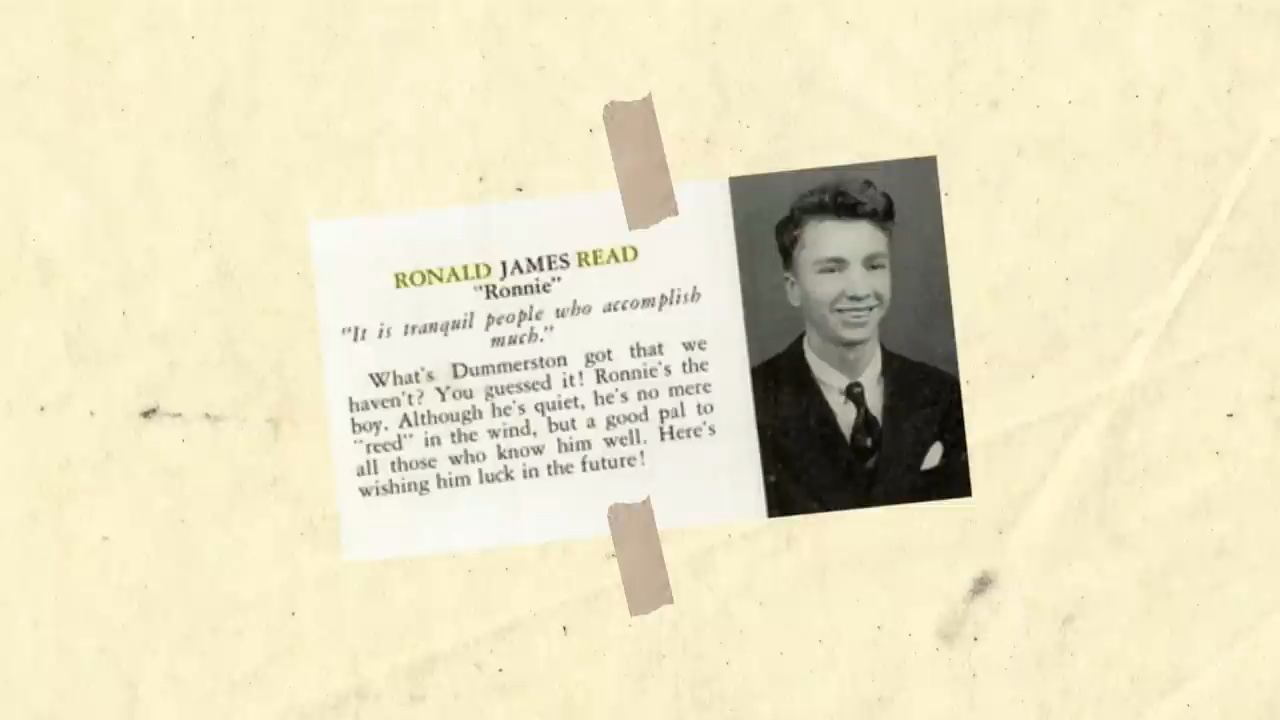 RONALD JAMES READ
"Ronnie"
"It is tranquil people who accomplish
much."
What's Dummerston got that we
haven't? You guessed it! Ronnie's the
boy. Although he's quiet, he's no mere
"reed" in the wind, but a good pal to
all those who know him well. Here's
wishing him luck in the future!